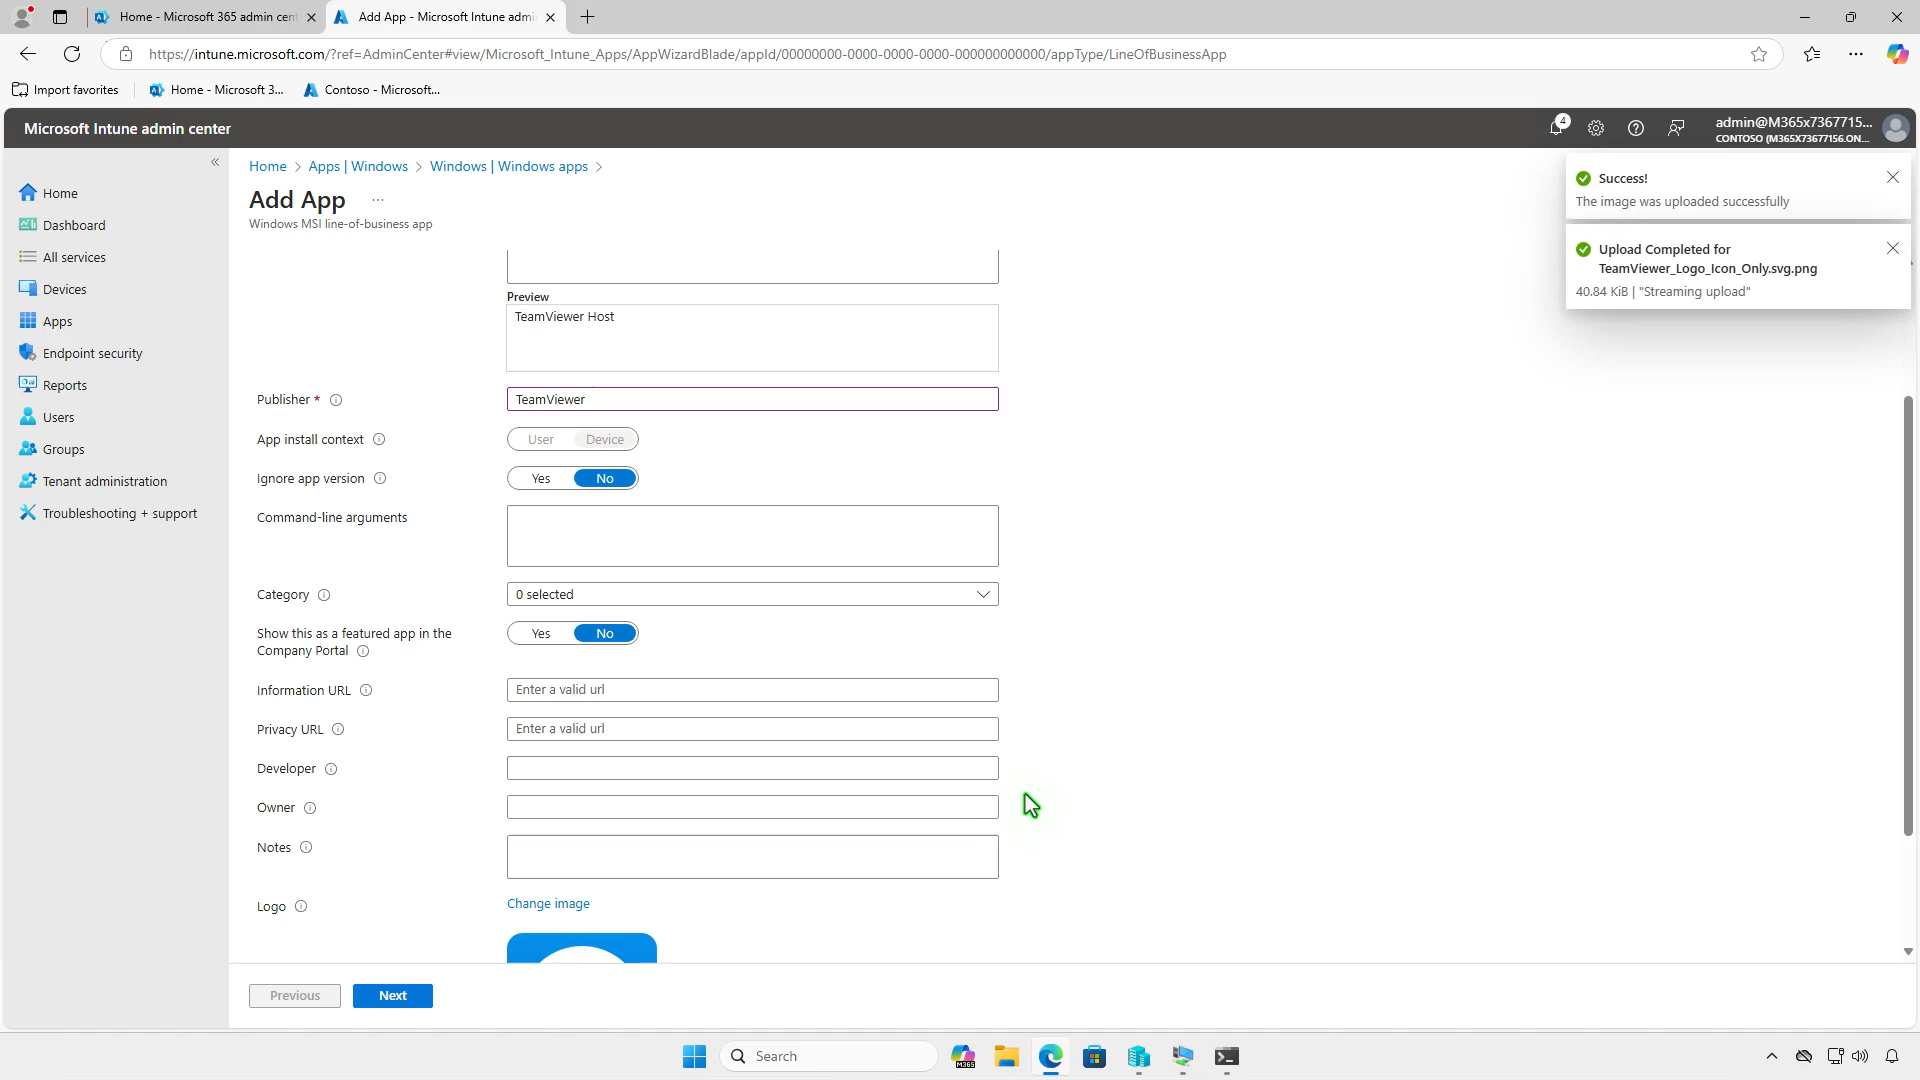 Home - Microsoft 365 admin cen
Add App - Microsoft Intune admi
https://intune.microsoft.com/?ref=AdminCenter#view/Microsoft_Intune_Apps/AppWizardBlade/appId/00000000-0000-0000-0000-000000000000/appType/LineOfBusinessApp
Import favorites
Home - Microsoft 3...
Contoso - Microsoft...
Microsoft Intune admin center
4
admin@M365x7367715...
CONTOSO (M365X73677156.ON...
Home
Dashboard
All services
Devices
Apps
Endpoint security
Reports
Users
Groups
Tenant administration
Troubleshooting + support
Home > Apps | Windows > Windows | Windows apps >
Add App ...
Windows MSI line-of-business app
Success!
The image was uploaded successfully
Upload Completed for
TeamViewer_Logo_Icon_Only.svg.png
40.84 KiB | "Streaming upload"
Preview
TeamViewer Host
Publisher *
TeamViewer
App install context
User Device
Ignore app version
Yes No
Command-line arguments
Category
0 selected
Show this as a featured app in the
Company Portal
Yes No
Information URL
Enter a valid url
Privacy URL
Enter a valid url
Developer
Owner
Notes
Logo
Change image
Previous
Next
Search
M365